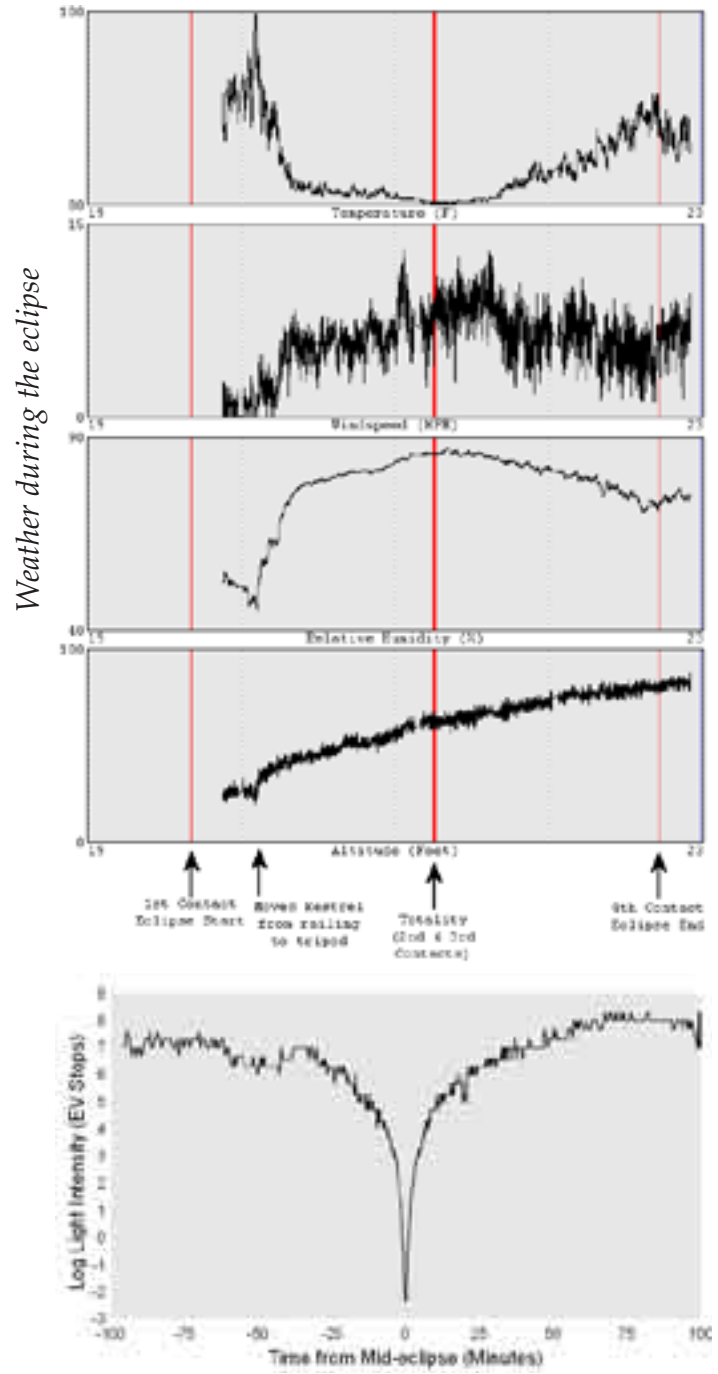 Weather during the eclipse
100
50
19
Temperature (F)
23
15
0
19
Windspeed (MPH)
23
90
40
19
Relative Humidity (%)
23
100
0
19
Altitude (Feet)
23
1st Contact
Eclipse Start
Moved Kestrel
from railing
to tripod
Totality
(2nd & 3rd
Contacts)
4th Contact
Eclipse End
Log Light Intensity (EV Stops)
9
8
7
6
5
4
3
2
1
0
-1
-2
-3
-100
-75
-50
-25
0
25
50
75
100
Time from Mid-eclipse (Minutes)